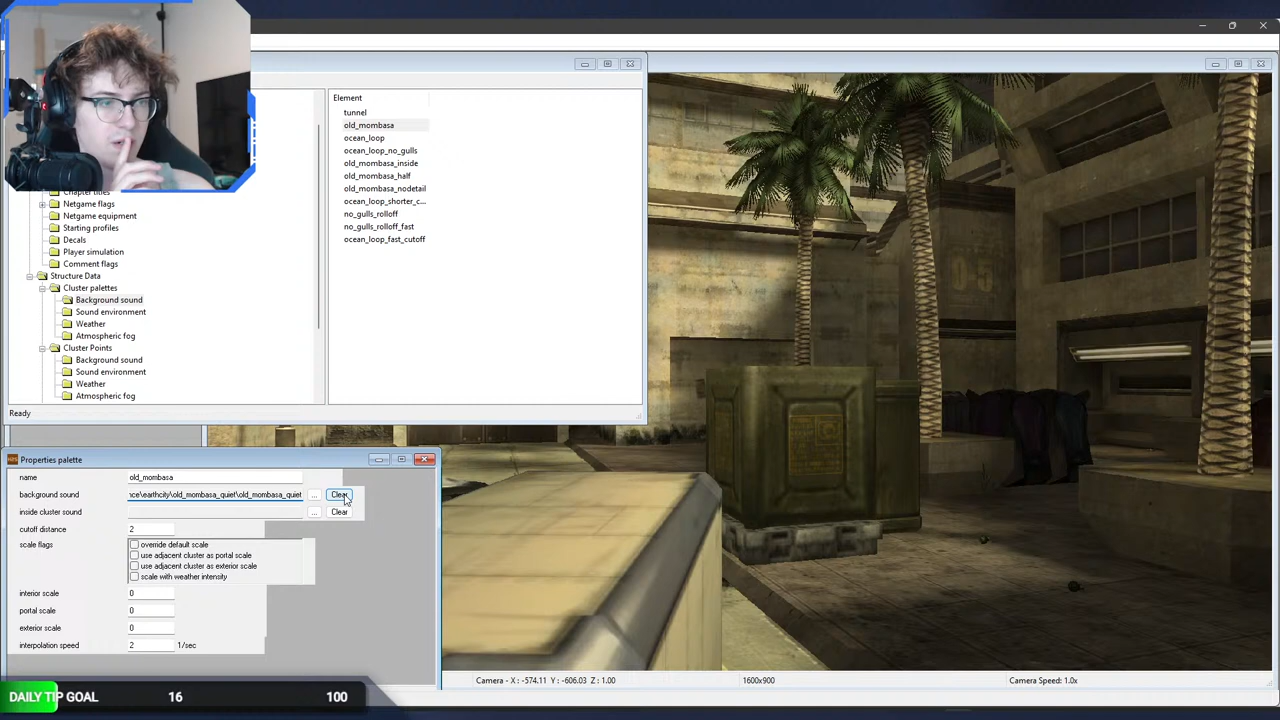 Element
tunnel
old_mombasa
ocean_loop
ocean_loop_no_gulls
old_mombasa_inside
old_mombasa_half
old_mombasa_nodetail
ocean_loop_shorter_c...
no_gulls_rolloff
no_gulls_rolloff_fast
ocean_loop_fast_cutoff
Chapter titles
Netgame flags
Netgame equipment
Starting profiles
Decals
Player simulation
Comment flags
Structure Data
Cluster palettes
Background sound
Sound environment
Weather
Atmospheric fog
Cluster Points
Background sound
Sound environment
Weather
Atmospheric fog
Ready
Properties palette
name old_mombasa
background sound nce\earthcity\old_mombasa_quiet\old_mombasa_quiet ... Clear
inside cluster sound ... Clear
cutoff distance 2
scale flags override default scale
use adjacent cluster as portal scale
use adjacent cluster as exterior scale
scale with weather intensity
interior scale 0
portal scale 0
exterior scale 0
interpolation speed 2 1/sec
Camera - X : -574.11 Y : -606.03 Z : 1.00 1600x900 Camera Speed: 1.0x
DAILY TIP GOAL 16 100